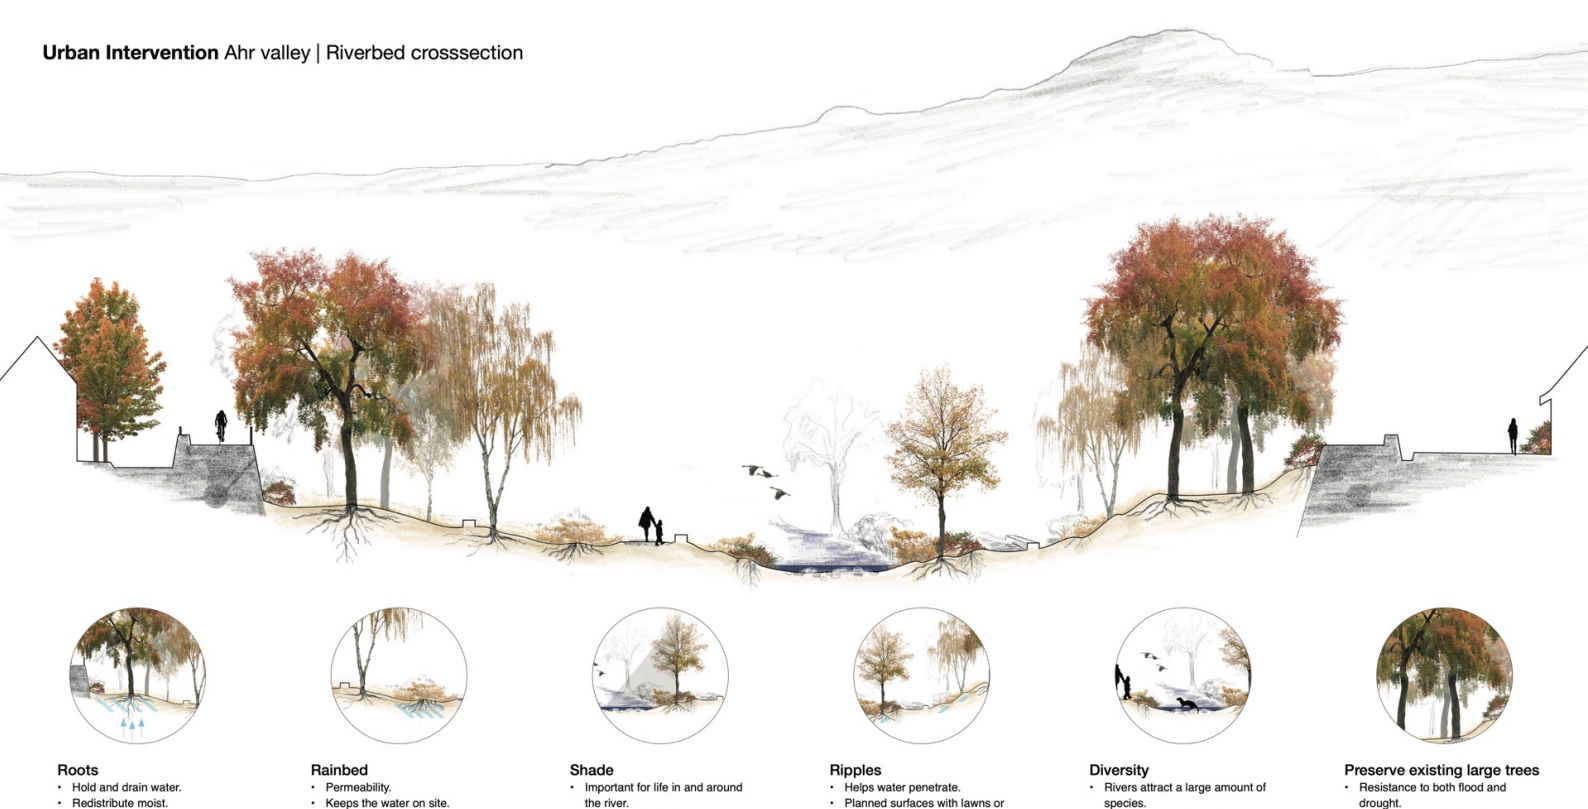 Urban Intervention Ahr valley | Riverbed crosssection
Roots
• Hold and drain water.
• Redistribute moist.
Rainbed
• Permeability.
• Keeps the water on site.
Shade
• Important for life in and around
the river.
Ripples
• Helps water penetrate.
• Planned surfaces with lawns or
Diversity
• Rivers attract a large amount of
species.
Preserve existing large trees
• Resistance to both flood and
drought.